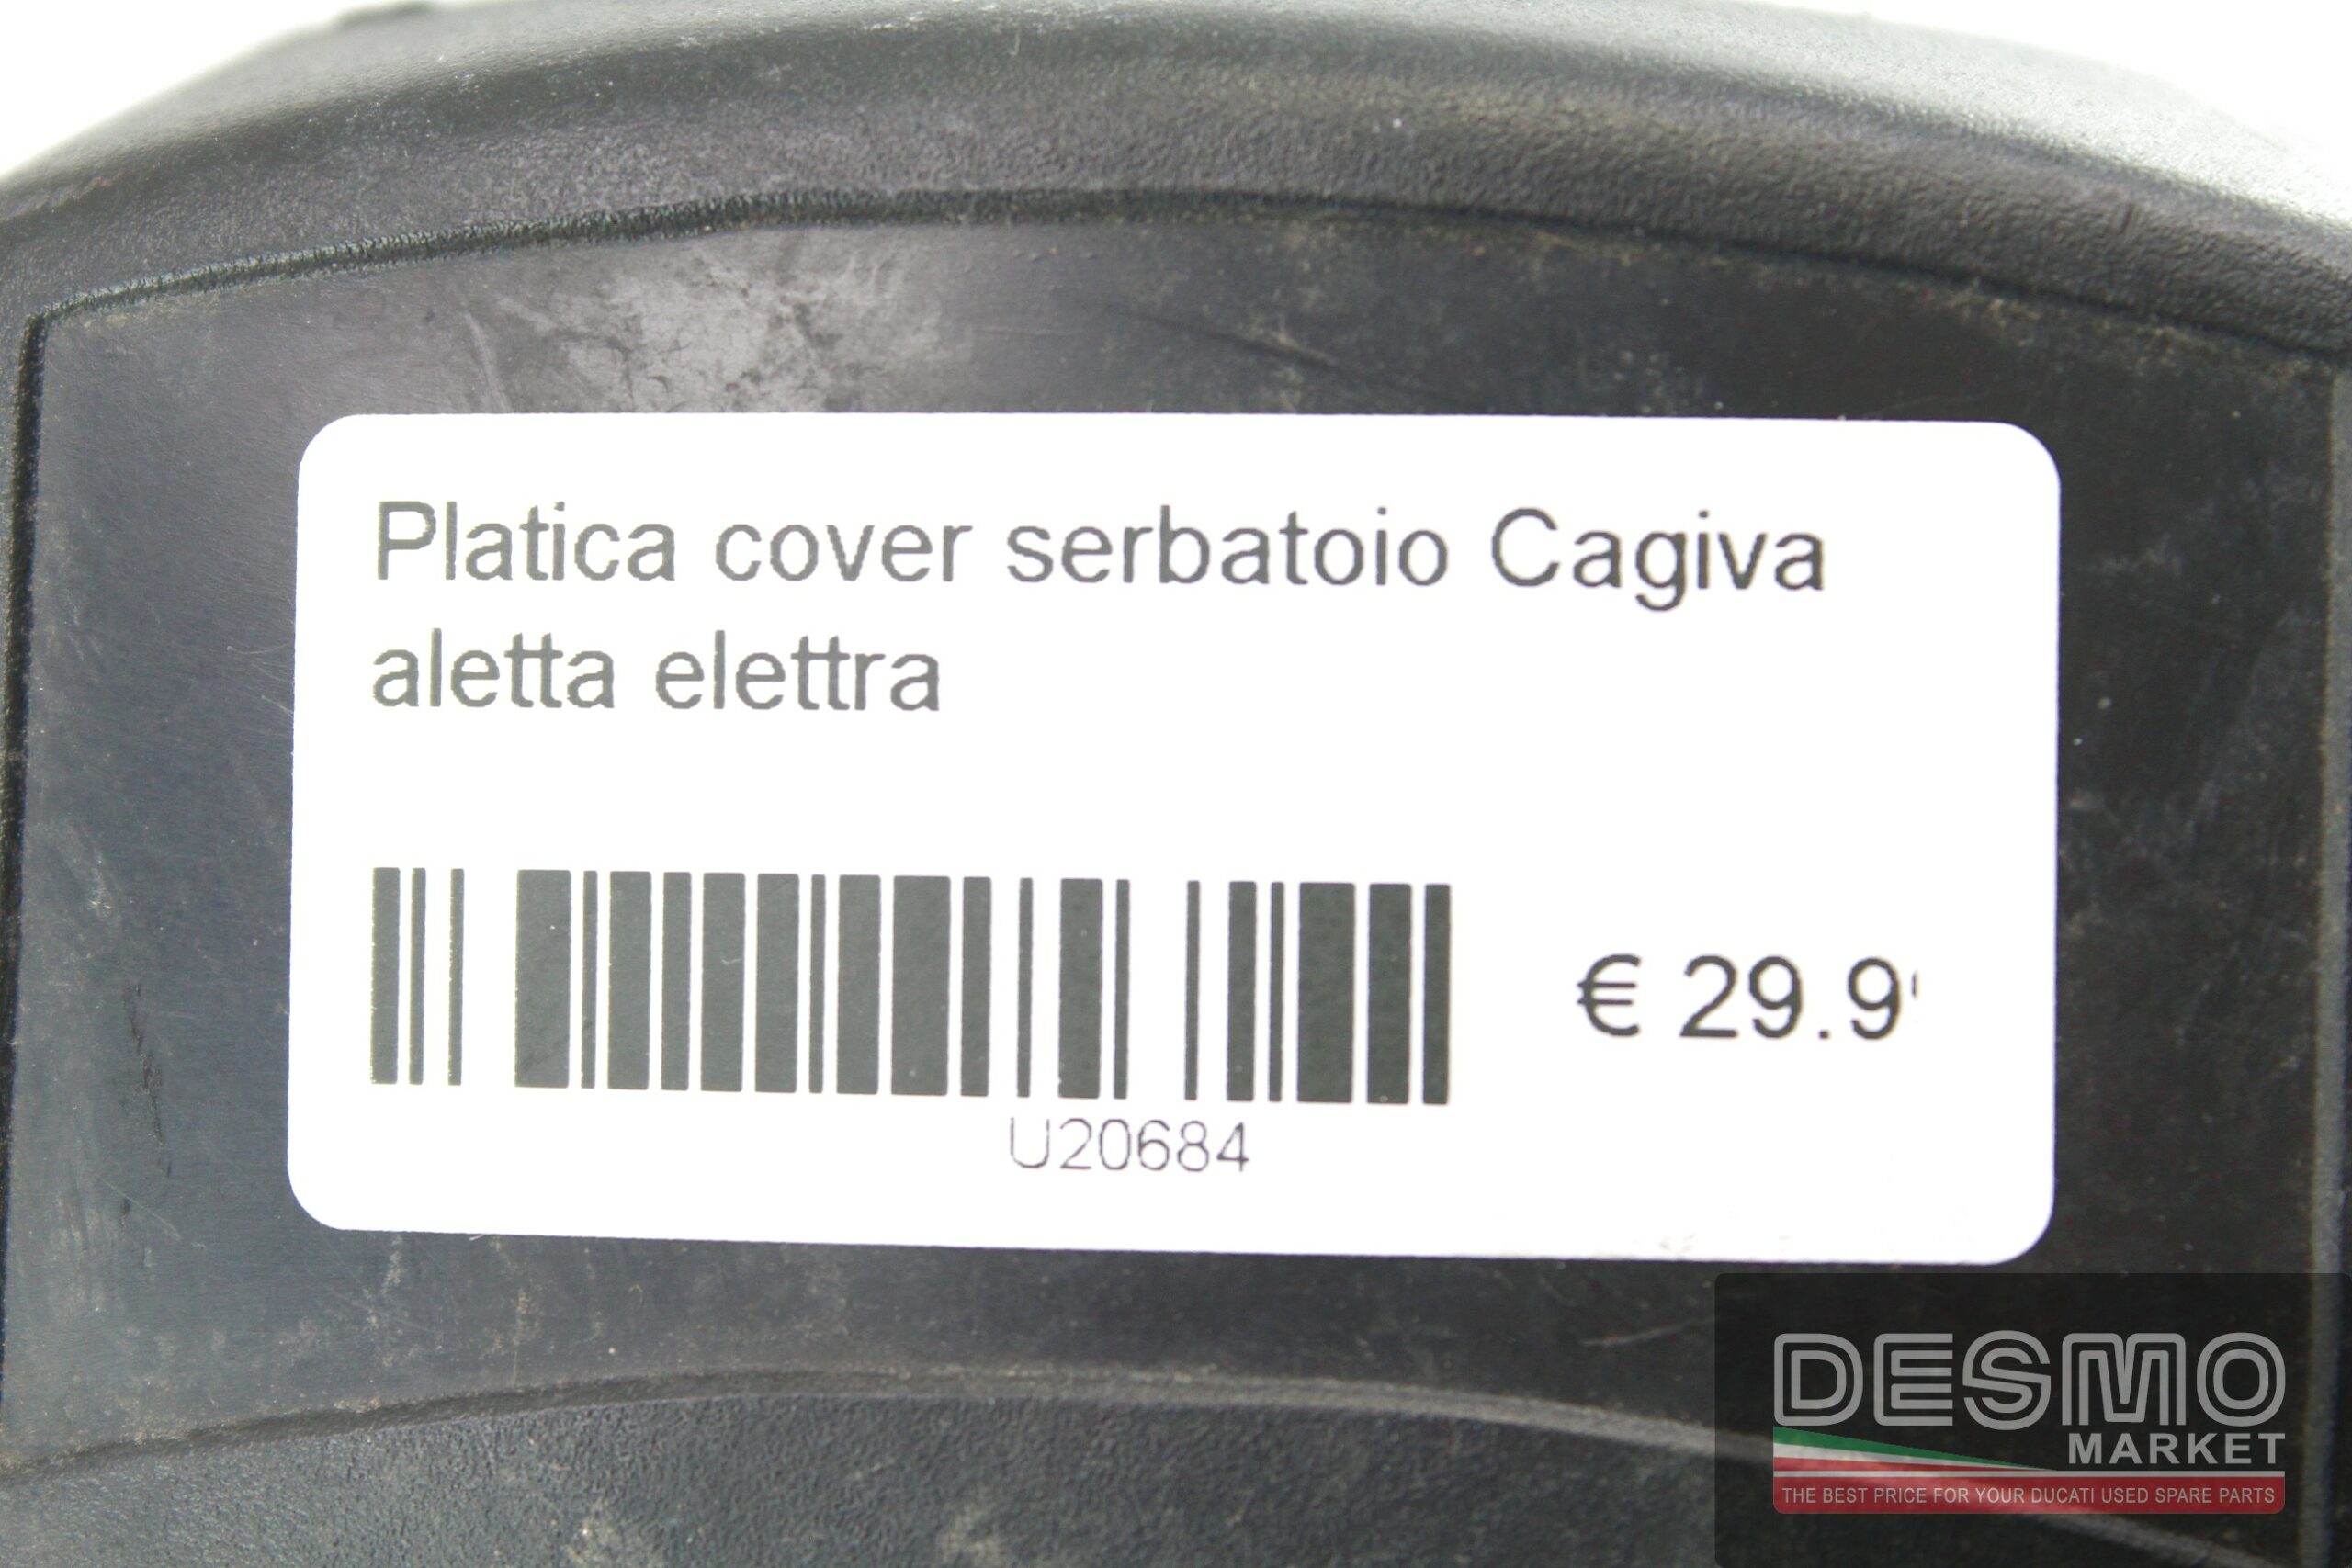 Platica cover serbatoio Cagiva
aletta elettra
€ 29.9
U20684
DESMO
MARKET
THE BEST PRICE FOR YOUR DUCATI USED SPARE PARTS